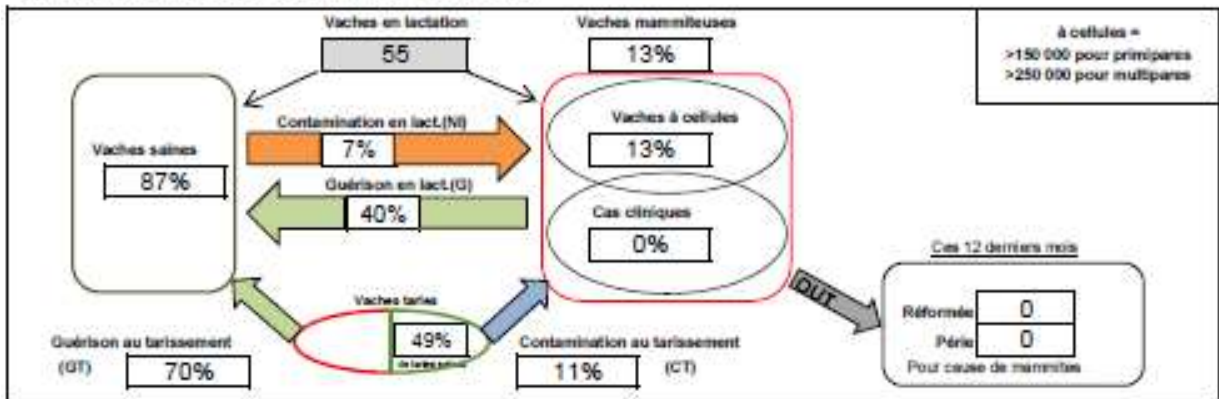 Vaches en lactation
55
Vaches mammiteuses
13%
à cellules =
>150 000 pour primipares
>250 000 pour multipares
Vaches saines
87%
Contamination en lact.(NI)
7%
Guérison en lact.(G)
40%
Vaches à cellules
13%
Cas cliniques
0%
OUT
Ces 12 derniers mois
Réformée 0
Périe 0
Pour cause de mammites
Vaches taries
49%
Guérison au tarissement
(GT) 70%
Contamination au tarissement
11% (CT)